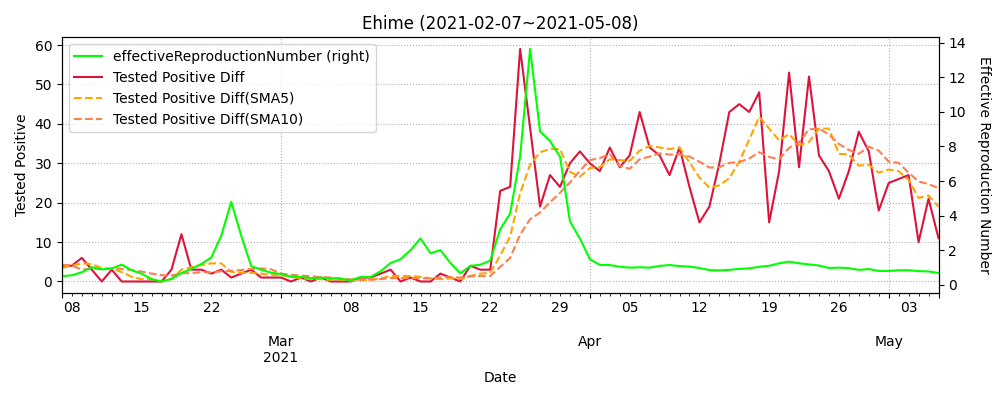 Ehime (2021-02-07~2021-05-08)
effectiveReproductionNumber (right)
Tested Positive Diff
Tested Positive Diff(SMA5)
Tested Positive Diff(SMA10)
Tested Positive
60
50
40
30
20
10
0
14
12
10
8
6
4
2
0
Effective Reproduction Number
08 15 22 08 15 22 29 05 12 19 26 03
Mar Apr May
2021
Date